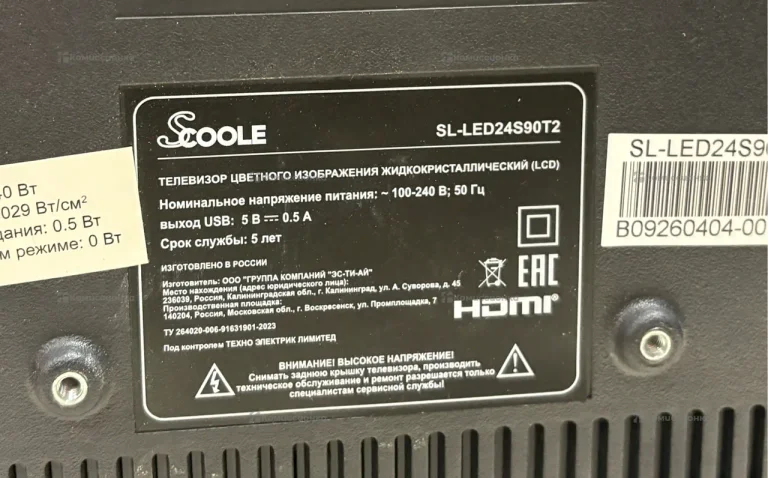 SCOOLE
SL-LED24S90T2
ТЕЛЕВИЗОР ЦВЕТНОГО ИЗОБРАЖЕНИЯ ЖИДКОКРИСТАЛЛИЧЕСКИЙ (LCD)
Номинальное напряжение питания: ~ 100-240 В; 50 Гц
выход USB: 5 В ⎓ 0.5 А
Срок службы: 5 лет
ИЗГОТОВЛЕНО В РОССИИ
Изготовитель: ООО "ГРУППА КОМПАНИЙ "ЭС-ТИ-АЙ"
Место нахождения (адрес юридического лица):
236039, Россия, Калининградская обл., г. Калининград, ул. А. Суворова, д. 45
Производственная площадка:
140204, Россия, Московская обл., г. Воскресенск, ул. Промплощадка, 7
ТУ 264020-006-91631901-2023
Под контролем ТЕХНО ЭЛЕКТРИК ЛИМИТЕД
EAC
HDMI®
ВНИМАНИЕ! ВЫСОКОЕ НАПРЯЖЕНИЕ!
Снимать заднюю крышку телевизора, производить
техническое обслуживание и ремонт разрешается только
специалистам сервисной службы!
0 Вт
029 Вт/см²
дания: 0.5 Вт
м режиме: 0 Вт
SL-LED24S9
B09260404-00